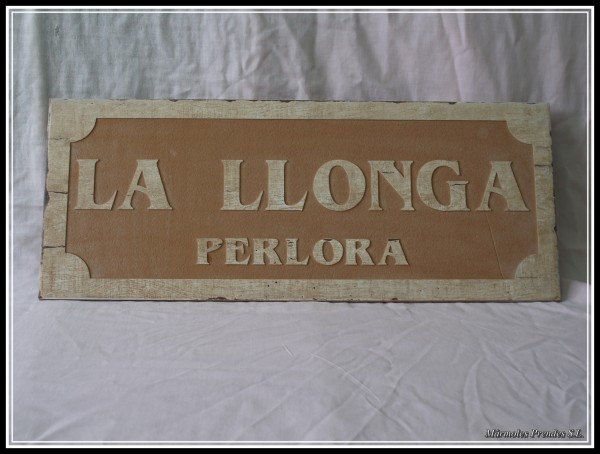 LA LLONGA
PERLORA
Mármoles Prendes S.L.